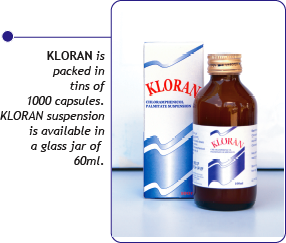 KLORAN is
packed in
tins of
1000 capsules.
KLORAN suspension
is available in
a glass jar of
60ml.
KLORAN
CHLORAMPHENICOL
PALMITATE SUSPENSION
KLORAN